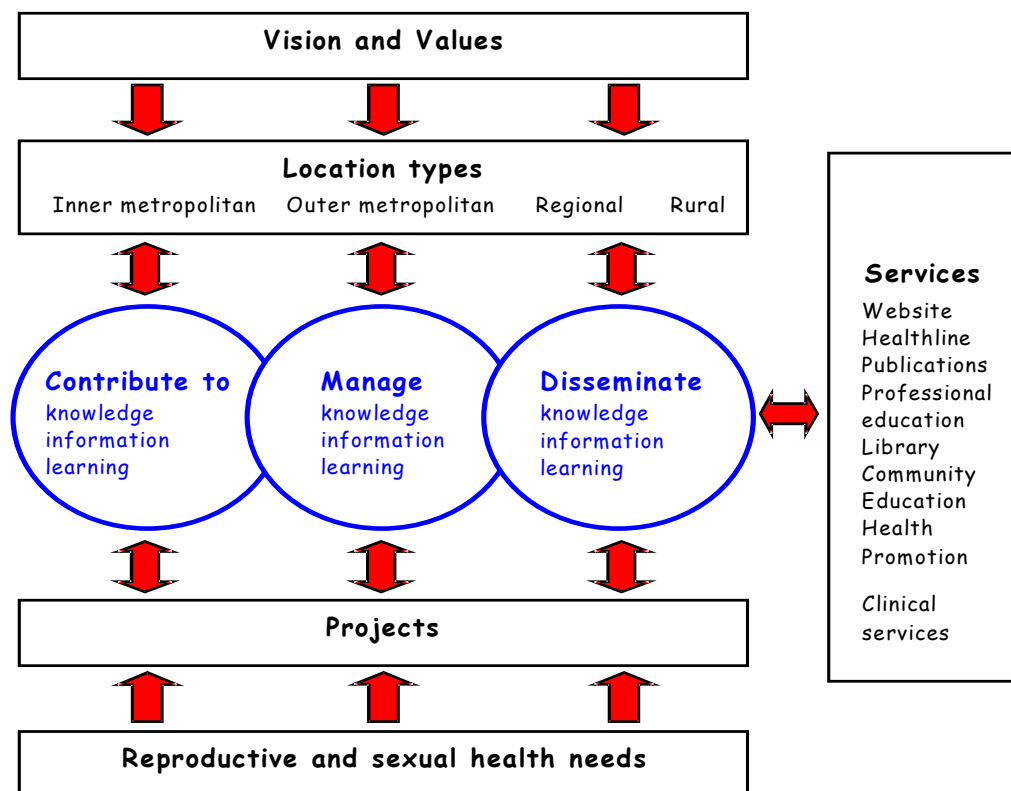 Vision and Values
Location types
Inner metropolitan Outer metropolitan Regional Rural
Contribute to
knowledge
information
learning
Manage
knowledge
information
learning
Disseminate
knowledge
information
learning
Services
Website
Healthline
Publications
Professional
education
Library
Community
Education
Health
Promotion
Clinical
services
Projects
Reproductive and sexual health needs